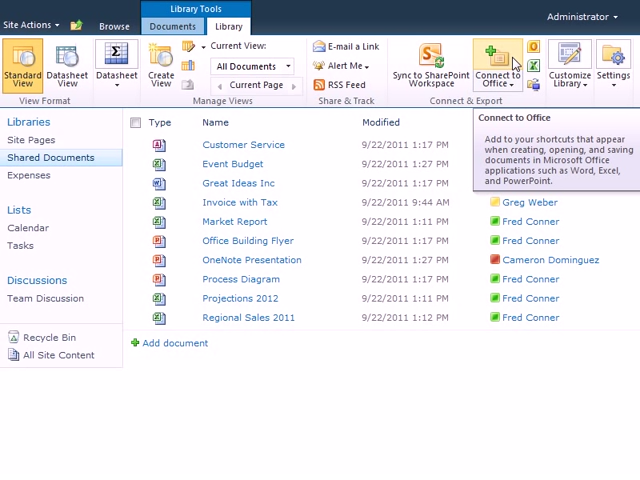 Library Tools
Site Actions
Browse
Documents
Library
Administrator
Standard View
Datasheet View
Datasheet
Create View
Current View:
All Documents
Current Page
E-mail a Link
Alert Me
RSS Feed
Sync to SharePoint Workspace
Connect to Office
Customize Library
Settings
View Format
Manage Views
Share & Track
Connect & Export
Connect to Office
Add to your shortcuts that appear
when creating, opening, and saving
documents in Microsoft Office
applications such as Word, Excel,
and PowerPoint.
Libraries
Site Pages
Shared Documents
Expenses
Lists
Calendar
Tasks
Discussions
Team Discussion
Recycle Bin
All Site Content
Type Name Modified
Customer Service 9/22/2011 1:17 PM
Event Budget 9/22/2011 1:27 PM
Great Ideas Inc 9/22/2011 1:17 PM
Invoice with Tax 9/22/2011 9:44 AM Greg Weber
Market Report 9/22/2011 1:11 PM Fred Conner
Office Building Flyer 9/22/2011 1:17 PM Fred Conner
OneNote Presentation 9/22/2011 1:27 PM Cameron Dominguez
Process Diagram 9/22/2011 1:17 PM Fred Conner
Projections 2012 9/22/2011 1:11 PM Fred Conner
Regional Sales 2011 9/22/2011 1:12 PM Fred Conner
Add document